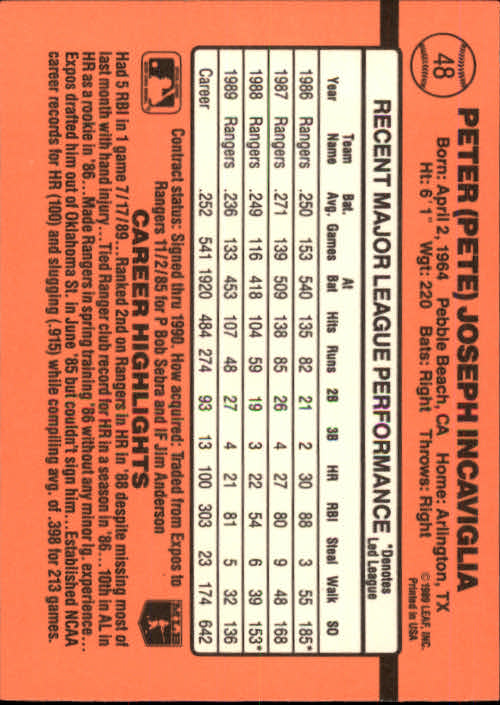 48
PETER (PETE) JOSEPH INCAVIGLIA
© 1989 LEAF, INC.
Printed in USA
Born: April 2, 1964 Pebble Beach, CA Home: Arlington, TX
Ht: 6' 1" Wgt: 220 Bats: Right Throws: Right
RECENT MAJOR LEAGUE PERFORMANCE *Denotes Led League
Year Team Name Bat. Avg. Games At Bat Hits Runs 2B 3B HR RBI Steal Walk SO
1986 Rangers .250 153 540 135 82 21 2 30 88 3 55 185*
1987 Rangers .271 139 509 138 85 26 4 27 80 9 48 168
1988 Rangers .249 116 418 104 59 19 3 22 54 6 39 153*
1989 Rangers .236 133 453 107 48 27 4 21 81 5 32 136
Career .252 541 1920 484 274 93 13 100 303 23 174 642
Contract status: Signed thru 1990. How acquired: Traded from Expos to
Rangers 11/2/85 for P Bob Sebra and IF Jim Anderson
CAREER HIGHLIGHTS
MLB
Had 5 RBI in 1 game 7/17/89...Ranked 2nd on Rangers in HR in '88 despite missing most of
last month with hand injury...Tied Ranger club record for HR in a season in '86...10th in AL in
HR as a rookie in '86...Made Rangers in spring training '86 without any minor lg. experience...
Expos drafted him out of Oklahoma St. in June '85 but couldn't sign him...Established NCAA
career records for HR (100) and slugging (.915) while compiling avg. of .398 for 213 games.